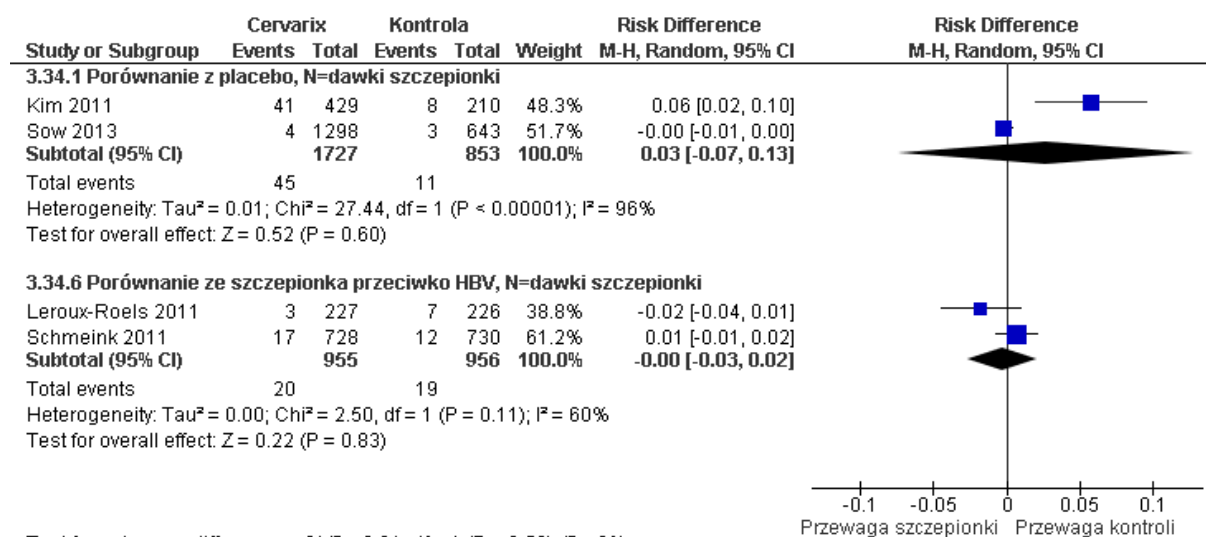 Cervarix Kontrola Risk Difference Risk Difference
Study or Subgroup Events Total Events Total Weight M-H, Random, 95% CI M-H, Random, 95% CI
3.34.1 Porównanie z placebo, N=dawki szczepionki
Kim 2011 41 429 8 210 48.3% 0.06 [0.02, 0.10]
Sow 2013 4 1298 3 643 51.7% -0.00 [-0.01, 0.00]
Subtotal (95% CI) 1727 853 100.0% 0.03 [-0.07, 0.13]
Total events 45 11
Heterogeneity: Tau² = 0.01; Chi² = 27.44, df = 1 (P < 0.00001); I² = 96%
Test for overall effect: Z = 0.52 (P = 0.60)
3.34.6 Porównanie ze szczepionka przeciwko HBV, N=dawki szczepionki
Leroux-Roels 2011 3 227 7 226 38.8% -0.02 [-0.04, 0.01]
Schmeink 2011 17 728 12 730 61.2% 0.01 [-0.01, 0.02]
Subtotal (95% CI) 955 956 100.0% -0.00 [-0.03, 0.02]
Total events 20 19
Heterogeneity: Tau² = 0.00; Chi² = 2.50, df = 1 (P = 0.11); I² = 60%
Test for overall effect: Z = 0.22 (P = 0.83)
-0.1 -0.05 0 0.05 0.1
Przewaga szczepionki Przewaga kontroli